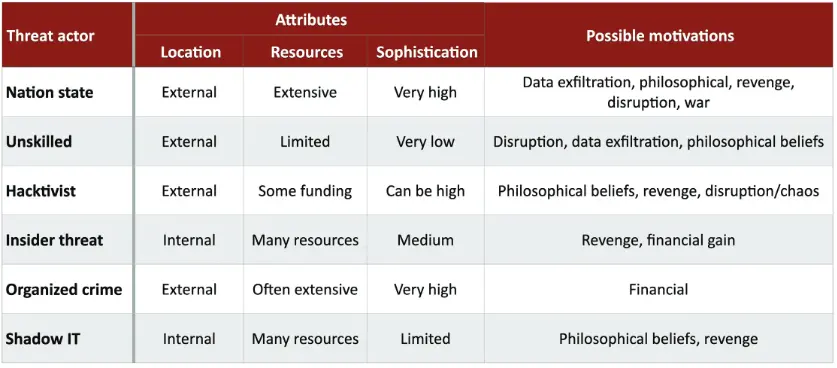 Threat actor Attributes Possible motivations
Location Resources Sophistication
Nation state External Extensive Very high Data exfiltration, philosophical, revenge,
disruption, war
Unskilled External Limited Very low Disruption, data exfiltration, philosophical beliefs
Hacktivist External Some funding Can be high Philosophical beliefs, revenge, disruption/chaos
Insider threat Internal Many resources Medium Revenge, financial gain
Organized crime External Often extensive Very high Financial
Shadow IT Internal Many resources Limited Philosophical beliefs, revenge